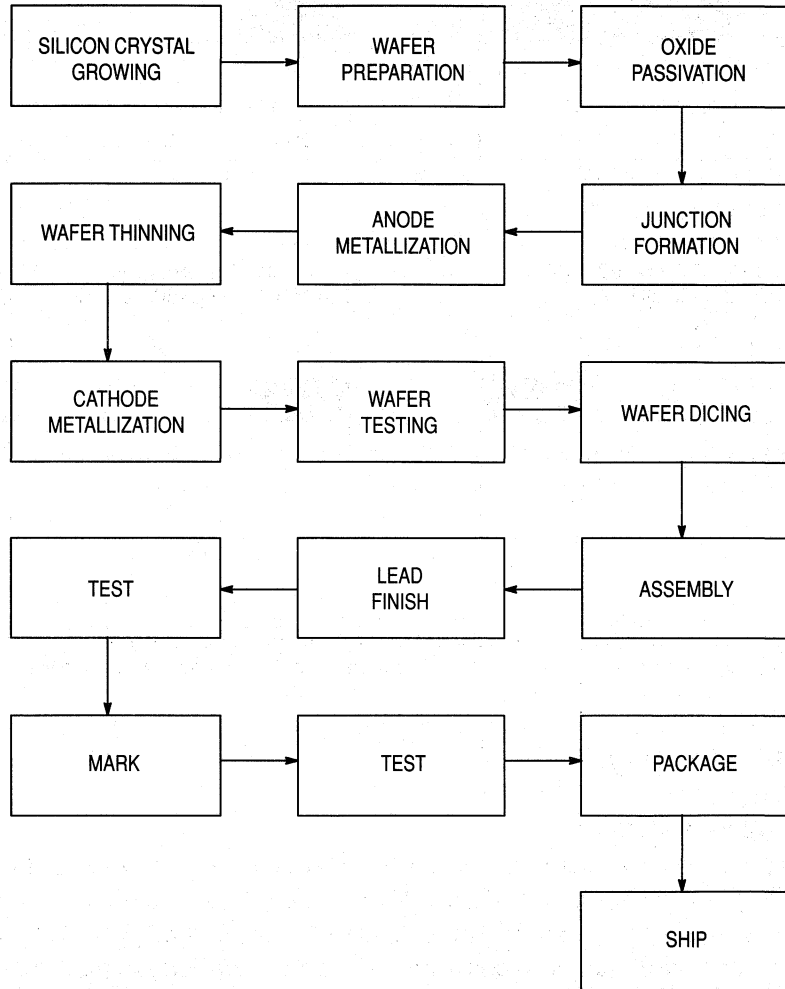 SILICON CRYSTAL
GROWING
WAFER
PREPARATION
OXIDE
PASSIVATION
JUNCTION
FORMATION
ANODE
METALLIZATION
WAFER THINNING
CATHODE
METALLIZATION
WAFER
TESTING
WAFER DICING
ASSEMBLY
LEAD
FINISH
TEST
MARK
TEST
PACKAGE
SHIP